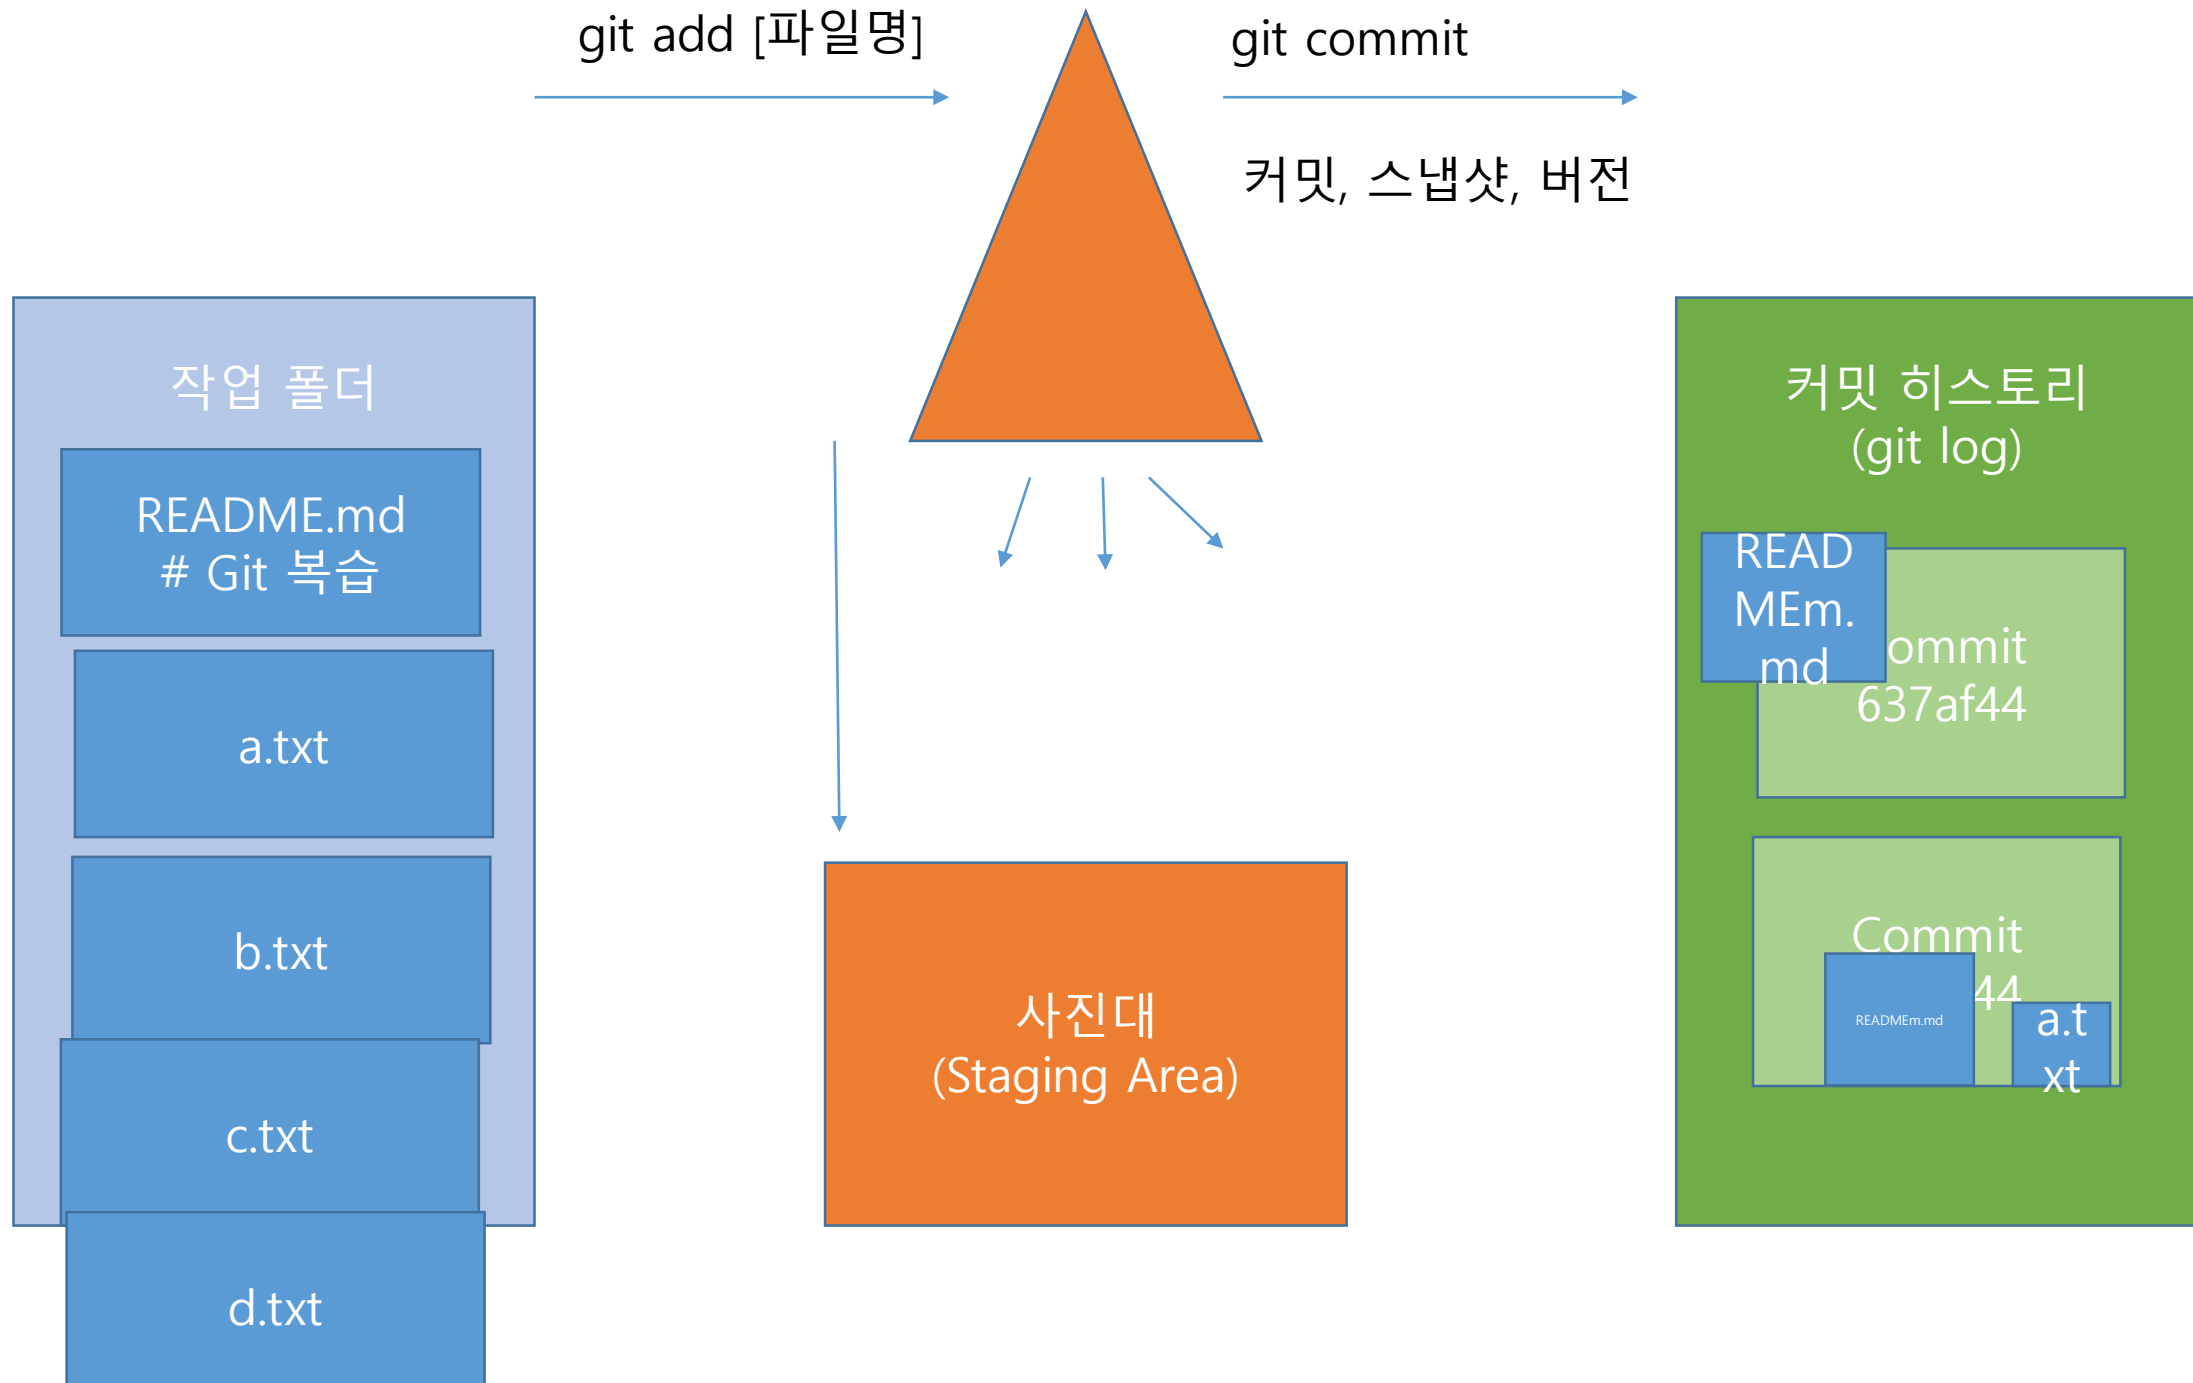 git add [파일명]
git commit
커밋, 스냅샷, 버전
작업 폴더
README.md
# Git 복습
a.txt
b.txt
c.txt
d.txt
사진대
(Staging Area)
커밋 히스토리
(git log)
READ
MEm.
md
ommit
637af44
Commit
44
READMEm.md
a.t
xt